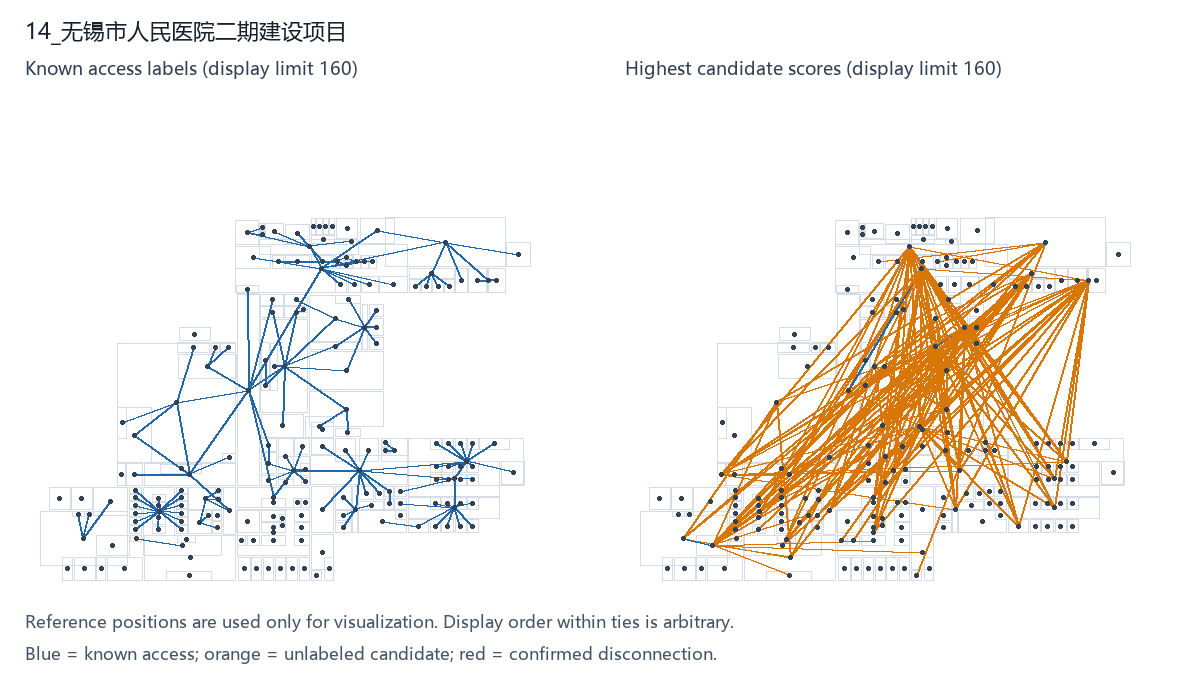 14_无锡市人民医院二期建设项目
Known access labels (display limit 160)
Highest candidate scores (display limit 160)
Reference positions are used only for visualization. Display order within ties is arbitrary.
Blue = known access; orange = unlabeled candidate; red = confirmed disconnection.